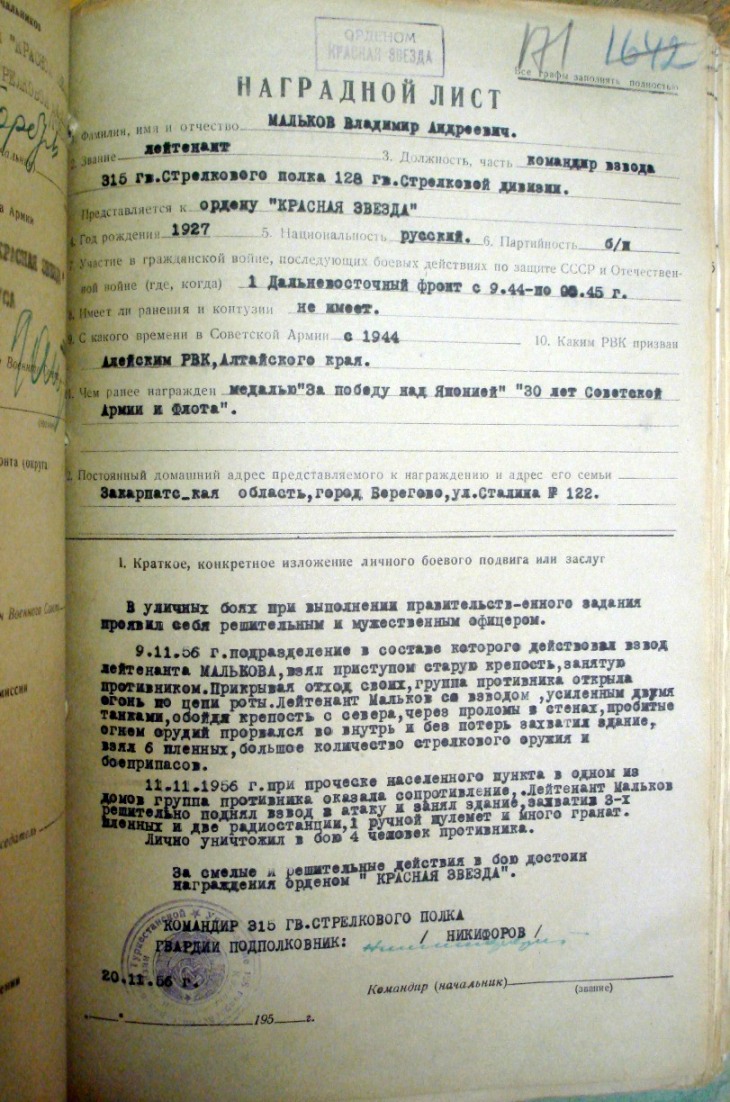 ОРДЕНОМ
КРАСНАЯ ЗВЕЗДА
171 1642
Все графы заполнять полностью
НАГРАДНОЙ ЛИСТ
1. Фамилия, имя и отчество МАЛЬКОВ Владимир Андреевич.
2. Звание лейтенант 3. Должность, часть командир взвода
315 гв.Стрелкового полка 128 гв.Стрелковой дивизии.
Представляется к ордену "КРАСНАЯ ЗВЕЗДА"
4. Год рождения 1927 5. Национальность русский. 6. Партийность б/п
7. Участие в гражданской войне, последующих боевых действиях по защите СССР и Отечествен-
ной войне (где, когда) 1 Дальневосточный фронт с 9.44-по 09.45 г.
8. Имеет ли ранения и контузии не имеет.
9. С какого времени в Советской Армии с 1944 10. Каким РВК призван
Алейским РВК,Алтайского края.
11. Чем ранее награжден медалью"За победу над Японией" "30 лет Советской
Армии и Флота".
2. Постоянный домашний адрес представляемого к награждению и адрес его семьи
Закарпатс_кая область,город Берегово,ул.Сталина № 122.
1. Краткое, конкретное изложение личного боевого подвига или заслуг
В уличных боях при выполнении правительств-енного задания
проявил себя решительным и мужественным офицером.
9.11.56 г.подразделение в составе которого действовал взвод
лейтенанта МАЛЬКОВА,взял приступом старую крепость,занятую
противником.Прикрывая отход своих,группа противника открыла
огонь по цепи роты.Лейтенант Мальков со взводом ,усиленным двумя
танками,обойдя крепость с севера,через проломы в стенах,пробитые
огнем орудий прорвался во внутрь и без потерь захватил здание,
взял 6 пленных,большое количество стрелкового оружия и
боеприпасов.
11.11.1956 г.при проческе населенного пункта в одном из
домов группа противника оказала сопротивление,.Лейтенант Мальков
решительно поднял взвод в атаку и занял здание,захватив 3-х
пленных и две радиостанции,1 ручной пулемет и много гранат.
Лично уничтожил в бою 4 человек противника.
За смелые и решительные действия в бою достоин
награждения орденом " КРАСНАЯ ЗВЕЗДА".
КОМАНДИР 315 ГВ.СТРЕЛКОВОГО ПОЛКА
ГВАРДИИ ПОДПОЛКОВНИК: / НИКИФОРОВ /
20.11.56 г.
Командир (начальник)
(звание)
"____"________195___г.